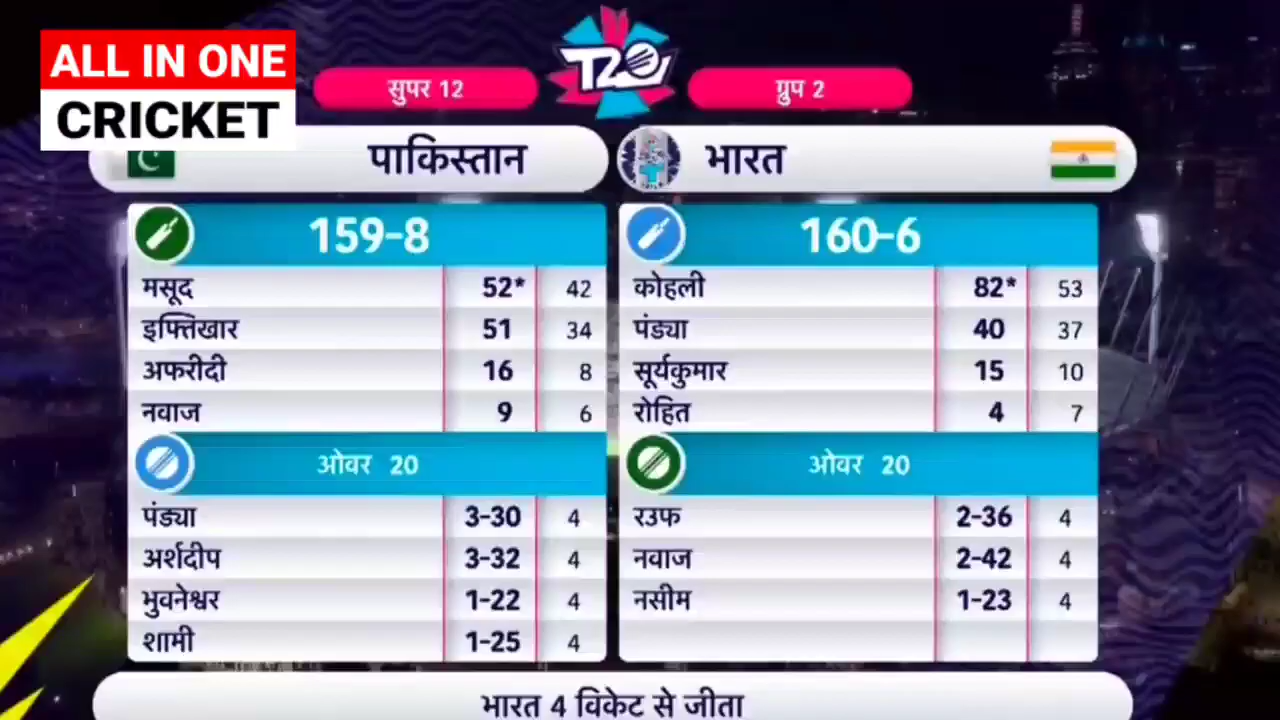 ALL IN ONE
CRICKET
T20
सुपर 12
ग्रुप 2
पाकिस्तान
भारत
159-8
मसूद 52* 42
इफ्तिखार 51 34
अफरीदी 16 8
नवाज 9 6
ओवर 20
पंड्या 3-30 4
अर्शदीप 3-32 4
भुवनेश्वर 1-22 4
शामी 1-25 4
160-6
कोहली 82* 53
पंड्या 40 37
सूर्यकुमार 15 10
रोहित 4 7
ओवर 20
रउफ 2-36 4
नवाज 2-42 4
नसीम 1-23 4
भारत 4 विकेट से जीता